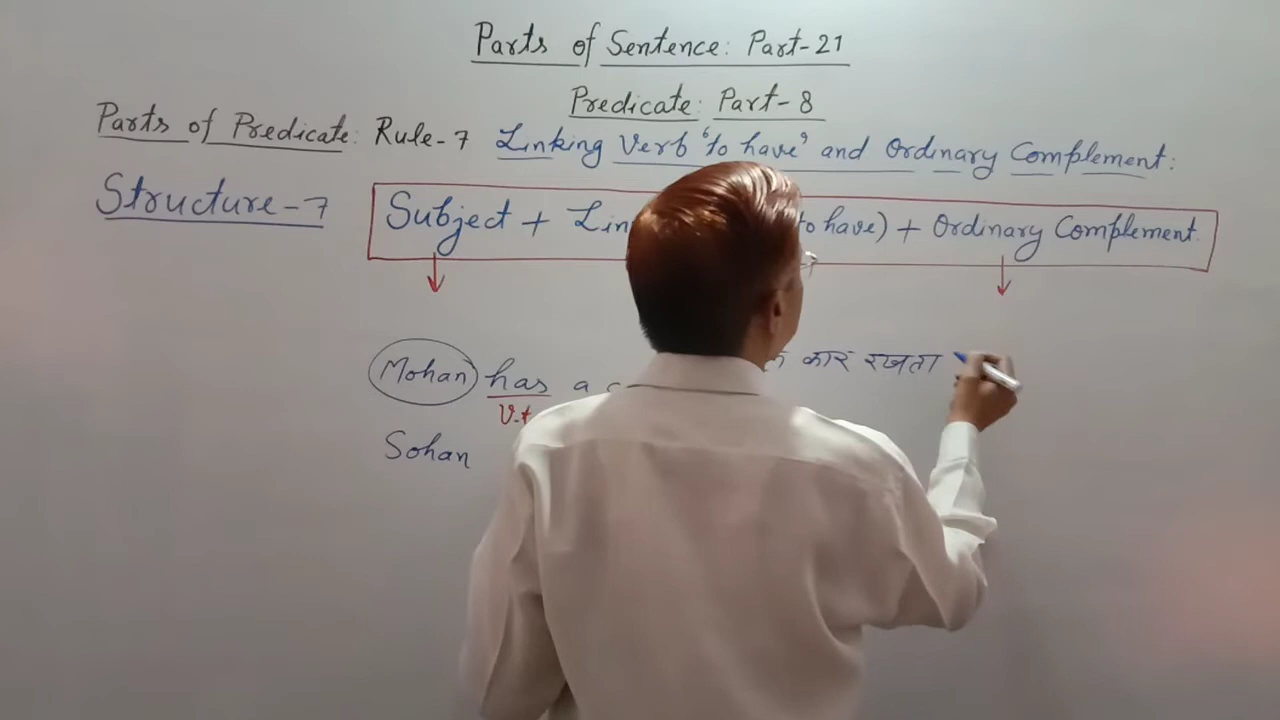 Parts of Sentence: Part-21
Predicate: Part-8
Parts of Predicate: Rule-7 Linking Verb 'to have' and Ordinary Complement:
Structure-7 Subject + to have) + Ordinary Complement.
Mohan has a कार रखता
V.t
Sohan